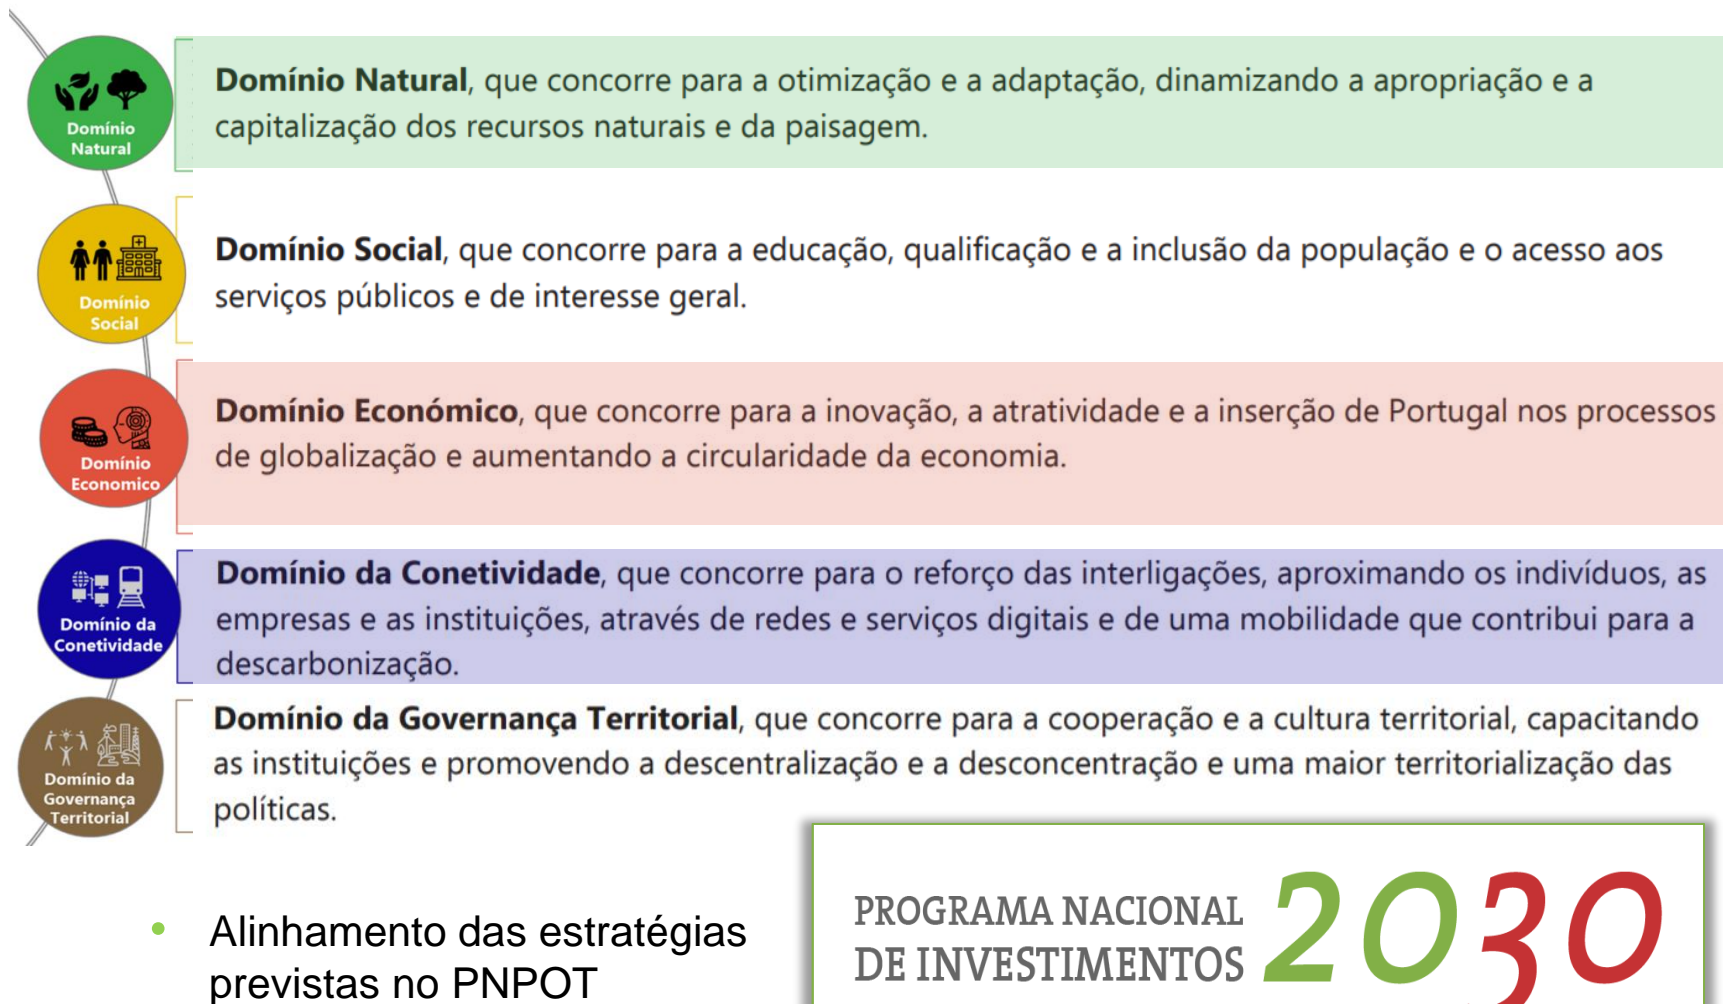 Domínio
Natural
Domínio Natural, que concorre para a otimização e a adaptação, dinamizando a apropriação e a
capitalização dos recursos naturais e da paisagem.
Domínio
Social
Domínio Social, que concorre para a educação, qualificação e a inclusão da população e o acesso aos
serviços públicos e de interesse geral.
Domínio
Economico
Domínio Económico, que concorre para a inovação, a atratividade e a inserção de Portugal nos processos
de globalização e aumentando a circularidade da economia.
Domínio da
Conetividade
Domínio da Conetividade, que concorre para o reforço das interligações, aproximando os indivíduos, as
empresas e as instituições, através de redes e serviços digitais e de uma mobilidade que contribui para a
descarbonização.
Domínio da
Governança
Territorial
Domínio da Governança Territorial, que concorre para a cooperação e a cultura territorial, capacitando
as instituições e promovendo a descentralização e a desconcentração e uma maior territorialização das
políticas.
• Alinhamento das estratégias
previstas no PNPOT
PROGRAMA NACIONAL
DE INVESTIMENTOS
2030